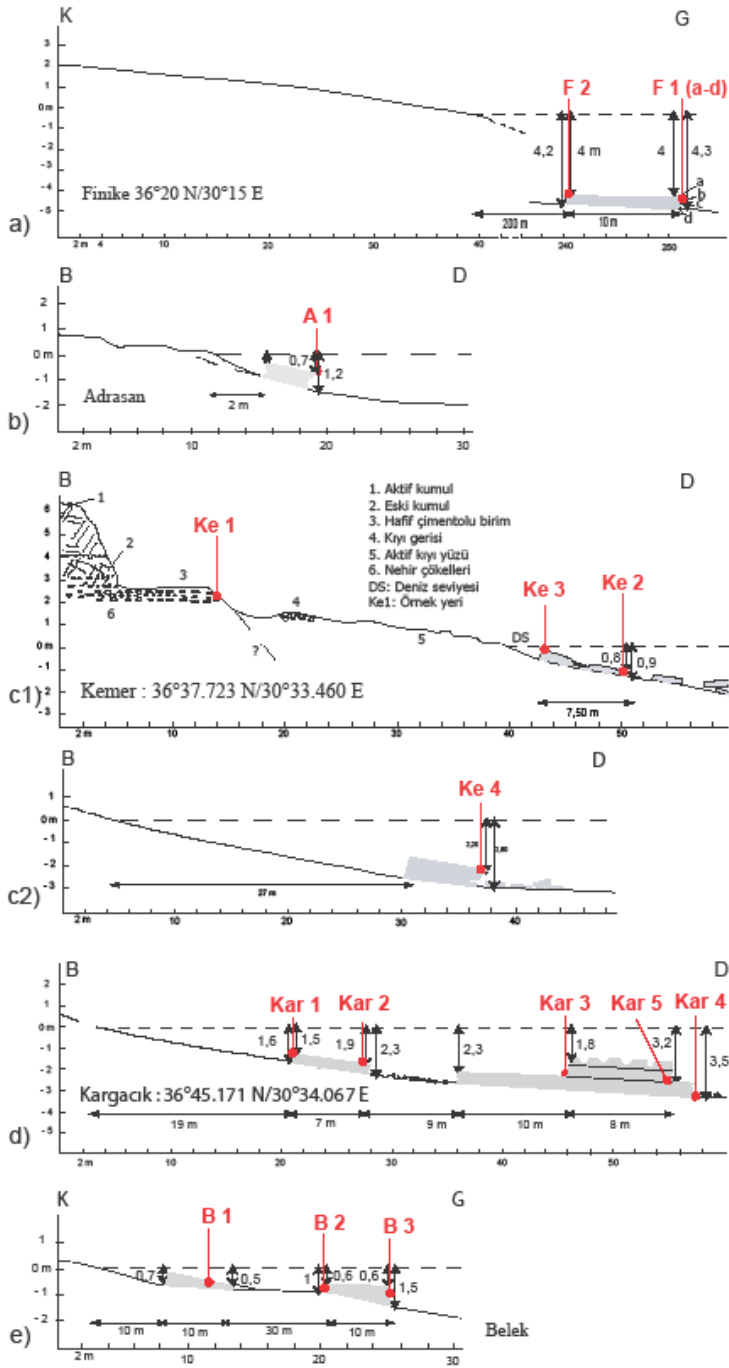 K G
3
2
1
0 m
- 1
- 2
- 3
- 4
- 5
F 2 F 1 (a-d)
4,2 4 m 4 4,3
a
b
c
d
Finike 36°20 N/30°15 E
200 m 10 m
a)
2 m 4 10 20 30 40 240 250
B D
2
1
0 m
- 1
- 2
A 1
0,7
1,2
2 m
Adrasan
b)
2 m 10 20 30
B D
6
5
4
3
2
1
0 m
-1
-2
-3
1
2
3
6
4
5
?
Ke 1
1. Aktif kumul
2. Eski kumul
3. Hafif çimentolu birim
4. Kıyı gerisi
5. Aktif kıyı yüzü
6. Nehir çökelleri
DS: Deniz seviyesi
Ke1: Örnek yeri
Ke 3 Ke 2
DS
0,8 0,9
7,50 m
c1) Kemer : 36°37.723 N/30°33.460 E
2 m 10 20 30 40 50
B D
1
0 m
-1
-2
-3
Ke 4
27 m
c2)
2 m 10 20 30 40
B D
2
1
0 m
-1
-2
-3
-4
-5
Kar 1 Kar 2 Kar 3 Kar 5 Kar 4
1,6 1,5 1,9 2,3 2,3 1,8 3,2 3,5
Kargacık : 36°45.171 N/30°34.067 E
19 m 7 m 9 m 10 m 8 m
d)
2 m 10 20 30 40 50
K G
1
0 m
-1
-2
B 1 B 2 B 3
0,7 0,5 1 0,6 0,6 1,5
10 m 10 m 30 m 10 m
Belek
e)
2 m 10 20 30